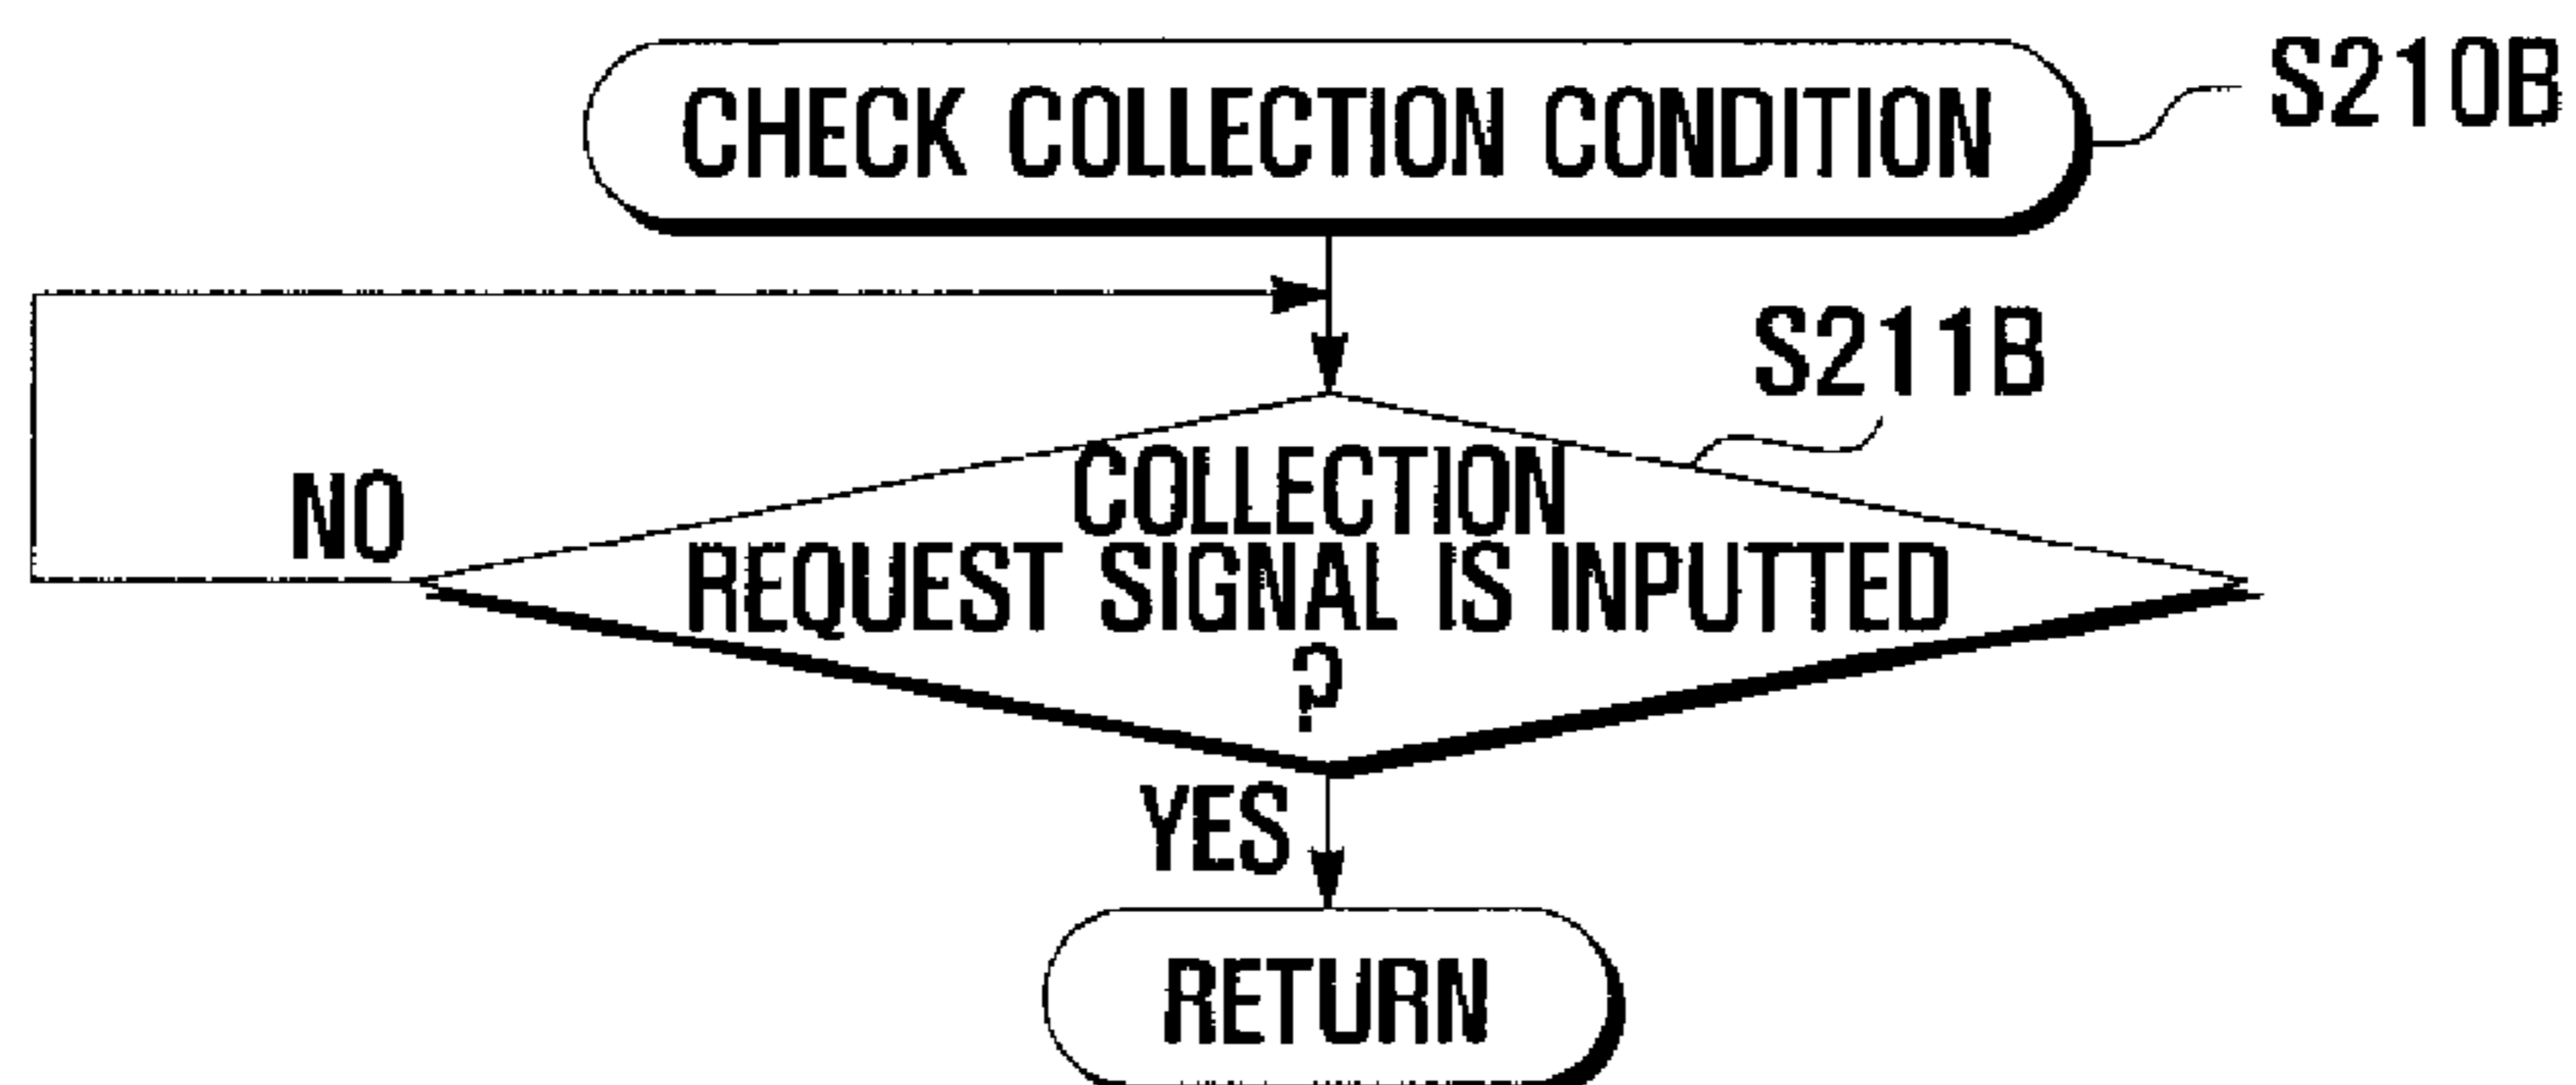 CHECK COLLECTION CONDITION
S210B
S211B
COLLECTION
REQUEST SIGNAL IS INPUTTED
?
NO
YES
RETURN